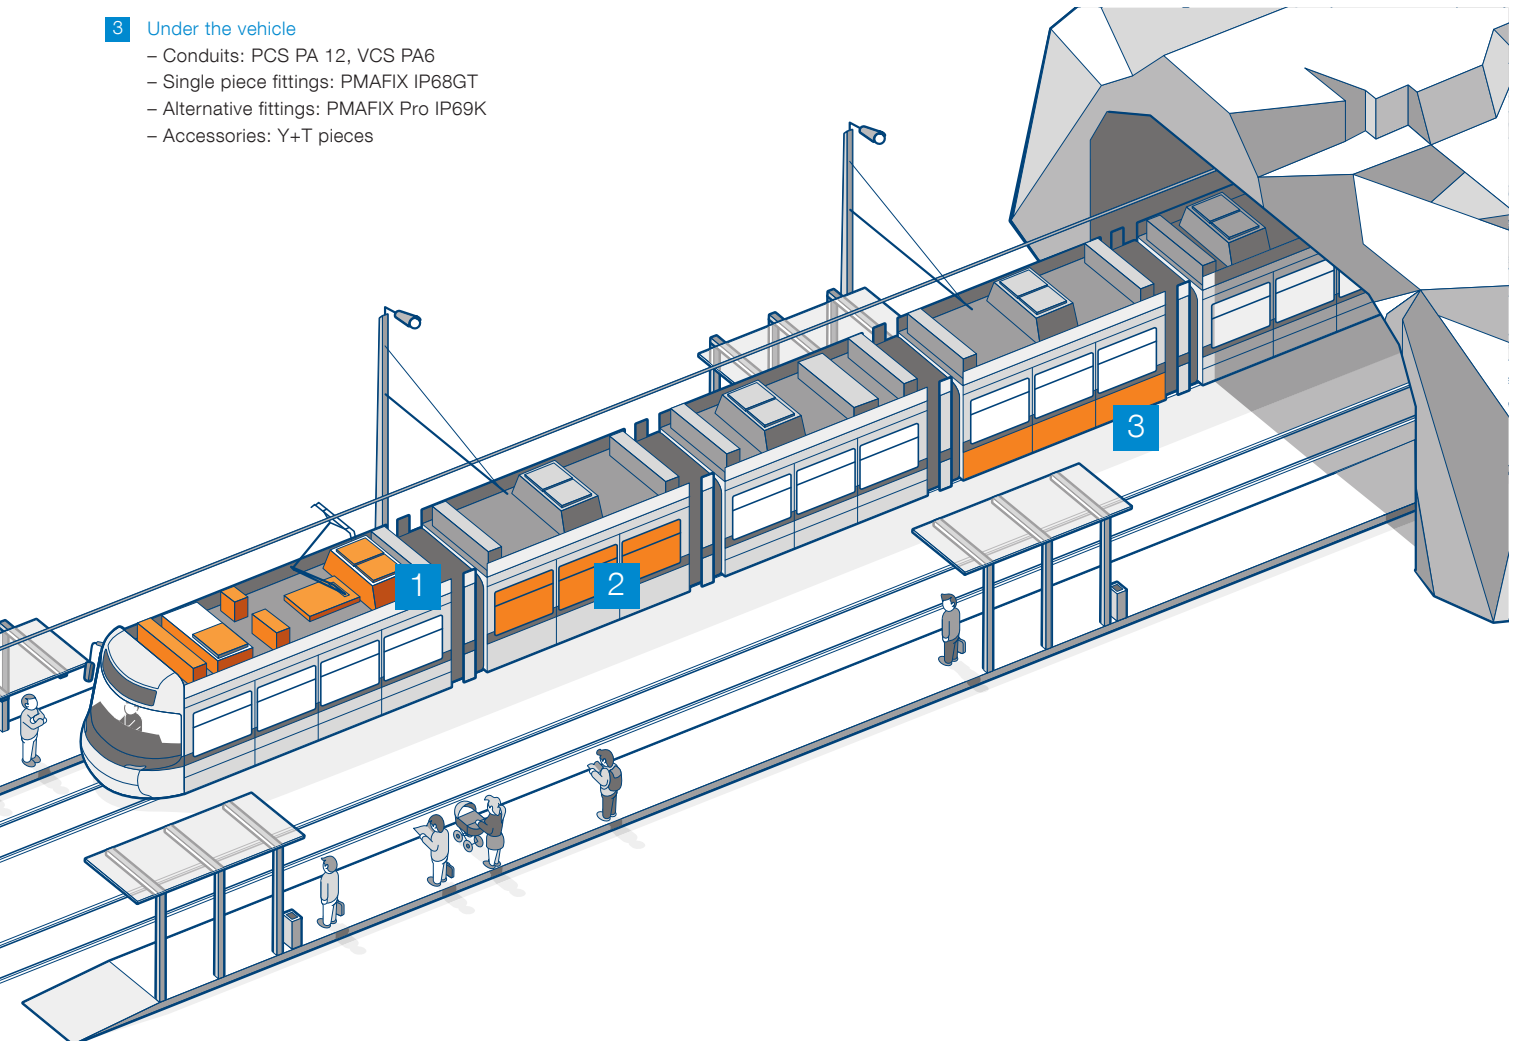 3 Under the vehicle
– Conduits: PCS PA 12, VCS PA6
– Single piece fittings: PMAFIX IP68GT
– Alternative fittings: PMAFIX Pro IP69K
– Accessories: Y+T pieces
3
1
2